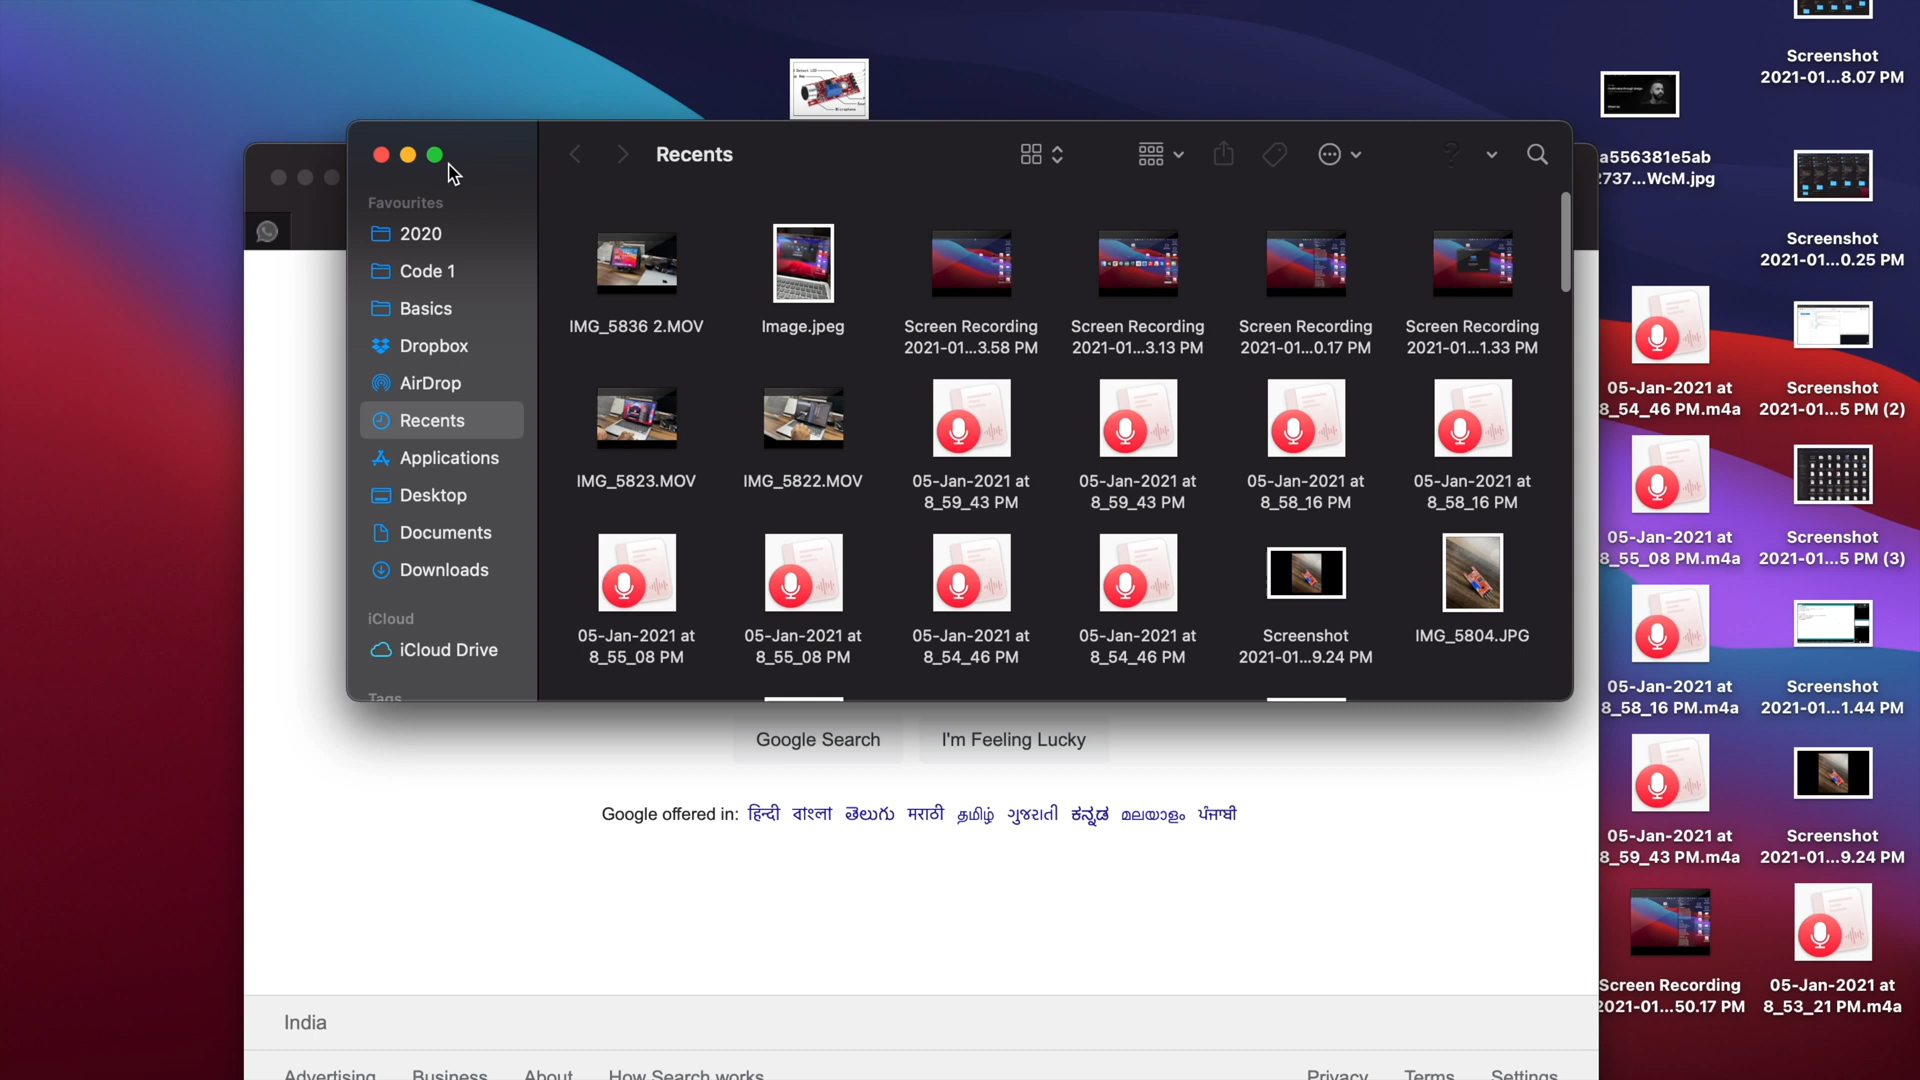 Recents
Favourites
2020
Code 1
Basics
Dropbox
AirDrop
Recents
Applications
Desktop
Documents
Downloads
iCloud
iCloud Drive
Tags
IMG_5836 2.MOV
Image.jpeg
Screen Recording
2021-01...3.58 PM
Screen Recording
2021-01...3.13 PM
Screen Recording
2021-01...0.17 PM
Screen Recording
2021-01...1.33 PM
IMG_5823.MOV
IMG_5822.MOV
05-Jan-2021 at
8_59_43 PM
05-Jan-2021 at
8_59_43 PM
05-Jan-2021 at
8_58_16 PM
05-Jan-2021 at
8_58_16 PM
05-Jan-2021 at
8_55_08 PM
05-Jan-2021 at
8_55_08 PM
05-Jan-2021 at
8_54_46 PM
05-Jan-2021 at
8_54_46 PM
Screenshot
2021-01...9.24 PM
IMG_5804.JPG
Google Search
I'm Feeling Lucky
Google offered in: हिन्दी বাংলা తెలుగు मराठी தமிழ் ગુજરાતી ಕನ್ನಡ മലയാളം ਪੰਜਾਬੀ
India
Advertising Business About How Search works Privacy Terms Settings
a556381e5ab
2737...WcM.jpg
05-Jan-2021 at
8_54_46 PM.m4a
05-Jan-2021 at
8_55_08 PM.m4a
05-Jan-2021 at
8_58_16 PM.m4a
05-Jan-2021 at
8_59_43 PM.m4a
Screen Recording
2021-01...50.17 PM
Screenshot
2021-01...8.07 PM
Screenshot
2021-01...0.25 PM
Screenshot
2021-01...5 PM (2)
Screenshot
2021-01...5 PM (3)
Screenshot
2021-01...1.44 PM
Screenshot
2021-01...9.24 PM
05-Jan-2021 at
8_53_21 PM.m4a